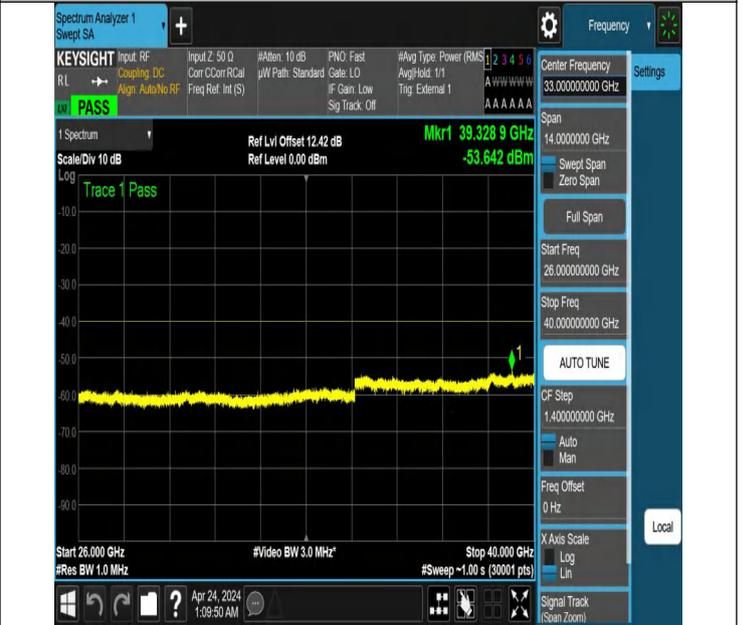 Spectrum Analyzer 1
Swept SA
+
Frequency
KEYSIGHT
RL
PASS
Input: RF
Coupling: DC
Align: Auto/No RF
Input Z: 50 Ω
Corr CCorr RCal
Freq Ref: Int (S)
#Atten: 10 dB
µW Path: Standard
PNO: Fast
Gate: LO
IF Gain: Low
Sig Track: Off
#Avg Type: Power (RMS
Avg|Hold: 1/1
Trig: External 1
1 2 3 4 5 6
A W W W W W
A A A A A A
1 Spectrum
Scale/Div 10 dB
Ref Lvl Offset 12.42 dB
Ref Level 0.00 dBm
Mkr1 39.328 9 GHz
-53.642 dBm
Log
Trace 1 Pass
-10.0
-20.0
-30.0
-40.0
-50.0
-60.0
-70.0
-80.0
-90.0
1
Start 26.000 GHz
#Res BW 1.0 MHz
#Video BW 3.0 MHz*
Stop 40.000 GHz
#Sweep ~1.00 s (30001 pts)
Center Frequency
33.000000000 GHz
Settings
Span
14.0000000 GHz
Swept Span
Zero Span
Full Span
Start Freq
26.000000000 GHz
Stop Freq
40.000000000 GHz
AUTO TUNE
CF Step
1.400000000 GHz
Auto
Man
Freq Offset
0 Hz
X Axis Scale
Log
Lin
Local
Signal Track
(Span Zoom)
?
Apr 24, 2024
1:09:50 AM